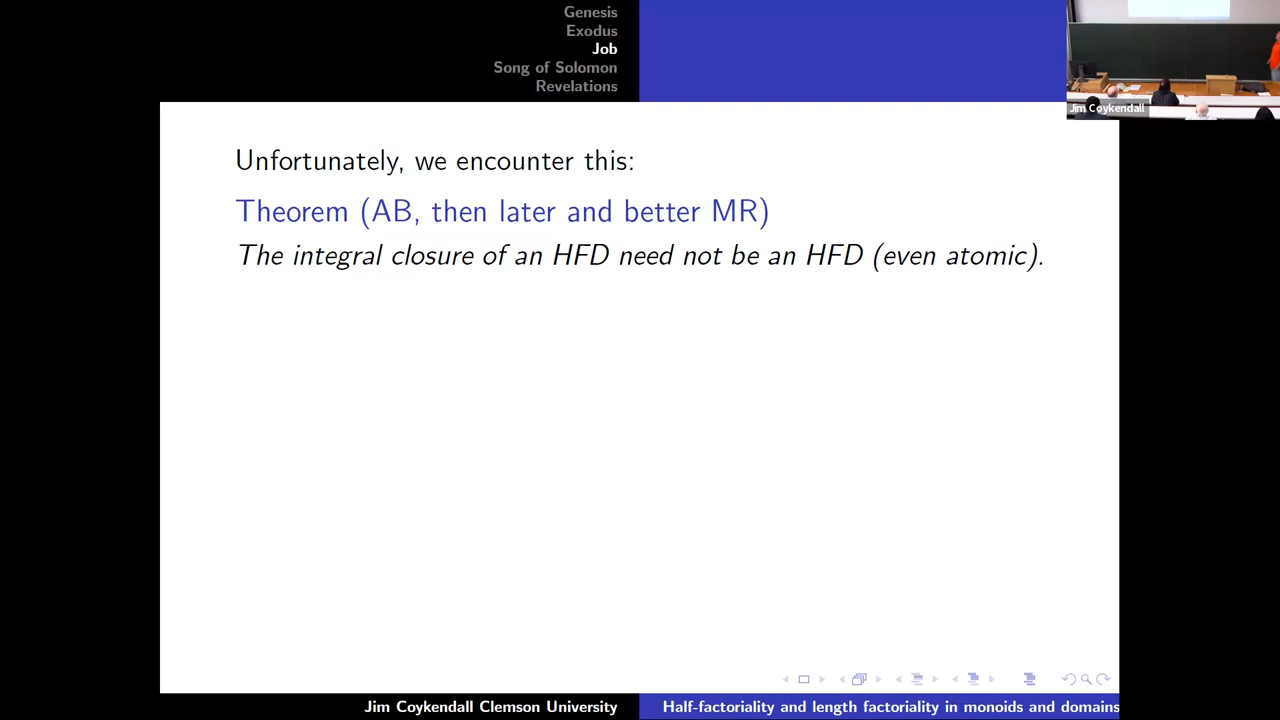 Genesis
Exodus
Job
Song of Solomon
Revelations
Jim Coykendall
Unfortunately, we encounter this:
Theorem (AB, then later and better MR)
The integral closure of an HFD need not be an HFD (even atomic).
Jim Coykendall Clemson University
Half-factoriality and length factoriality in monoids and domains